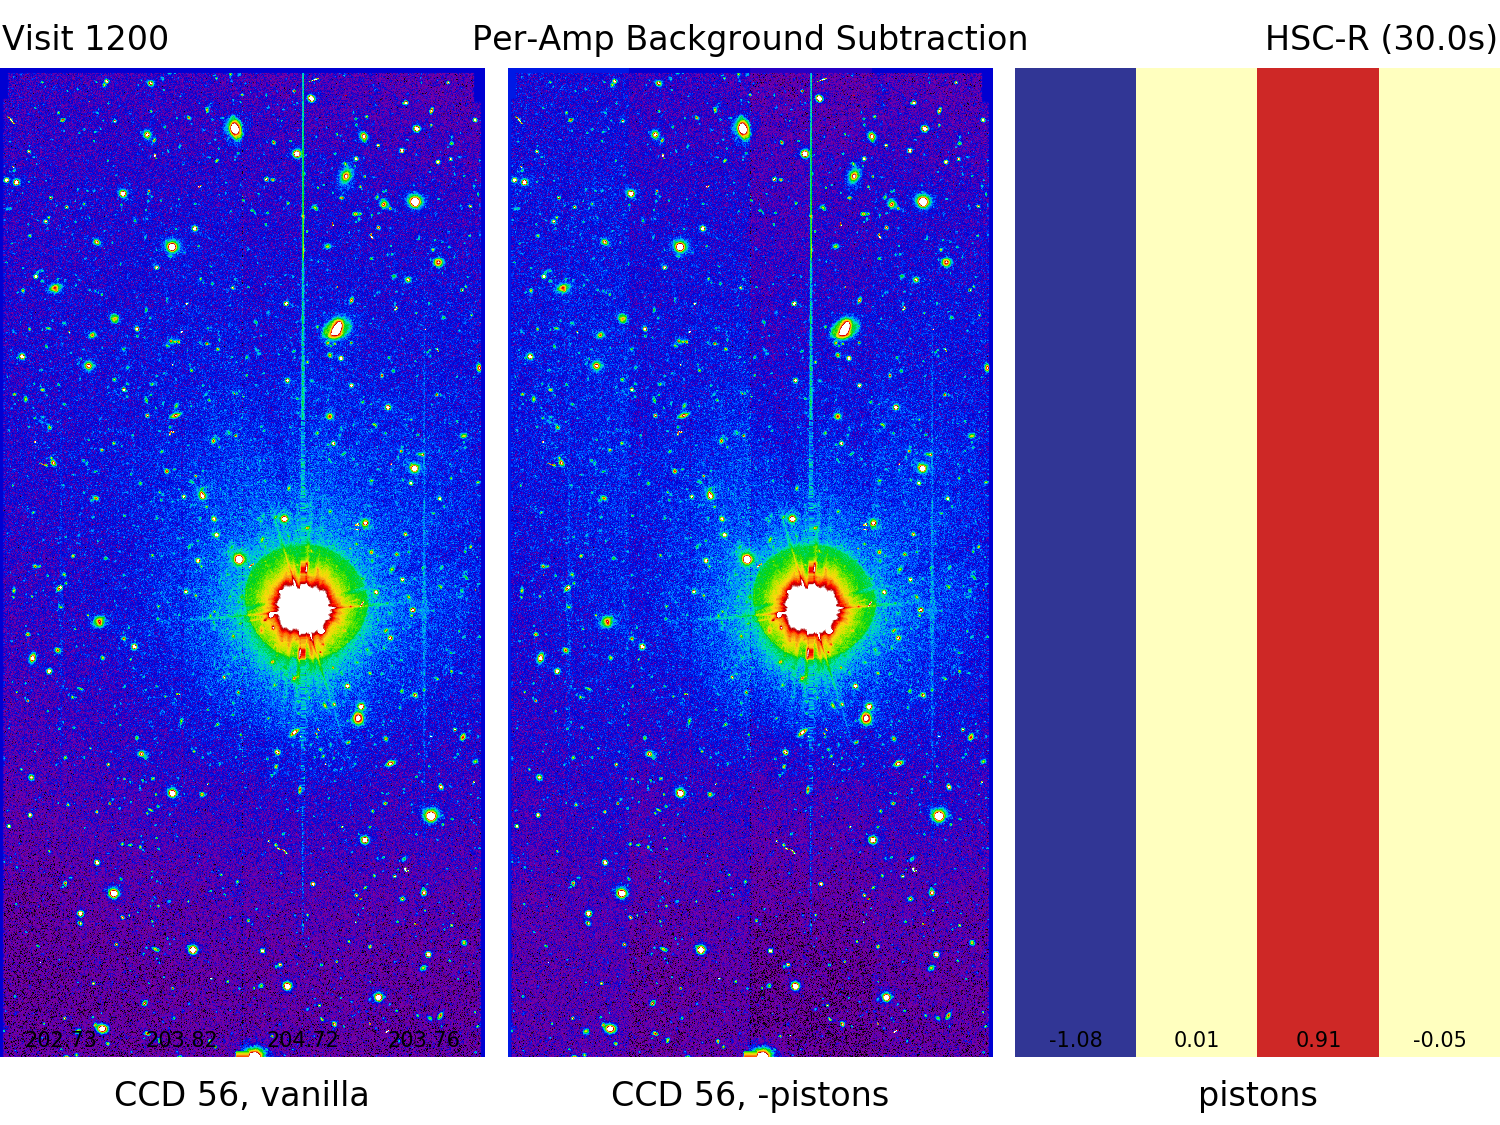 Visit 1200 Per-Amp Background Subtraction HSC-R (30.0s)
202.73 203.82 204.72 203.76 -1.08 0.01 0.91 -0.05
CCD 56, vanilla CCD 56, -pistons pistons